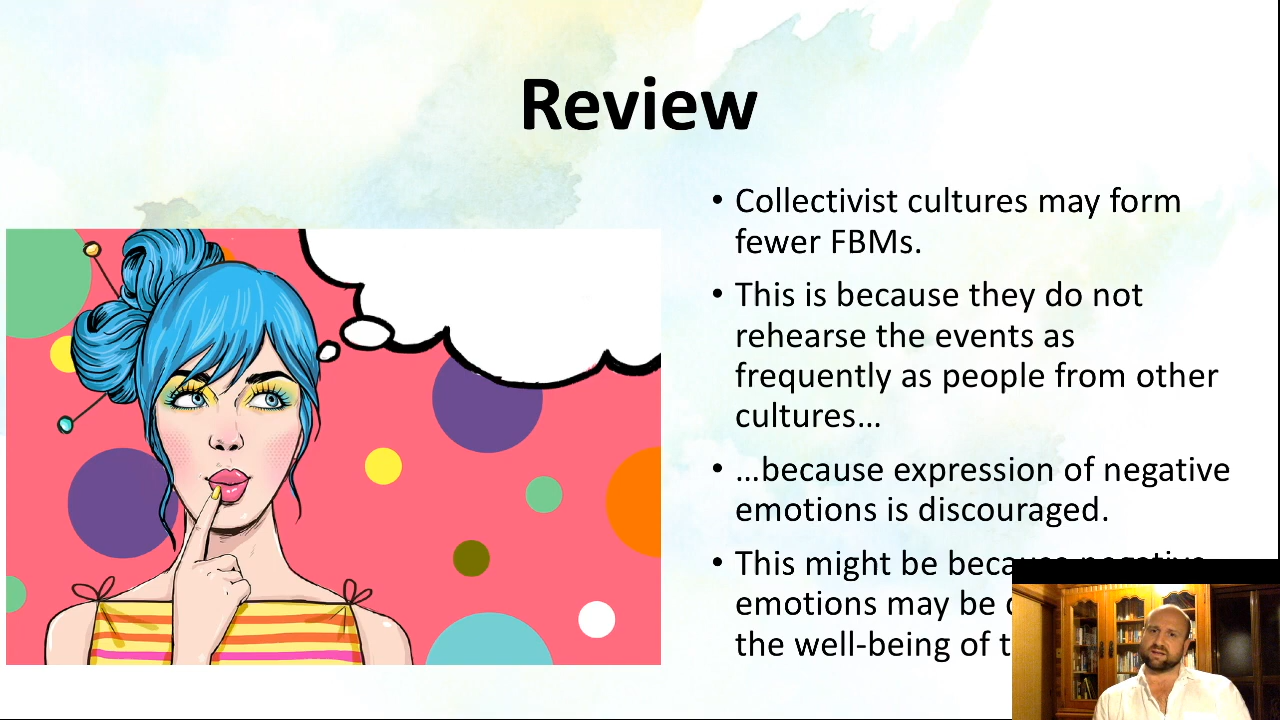 Review
• Collectivist cultures may form
fewer FBMs.
• This is because they do not
rehearse the events as
frequently as people from other
cultures…
• …because expression of negative
emotions is discouraged.
• This might be because negative
emotions may be
the well-being of